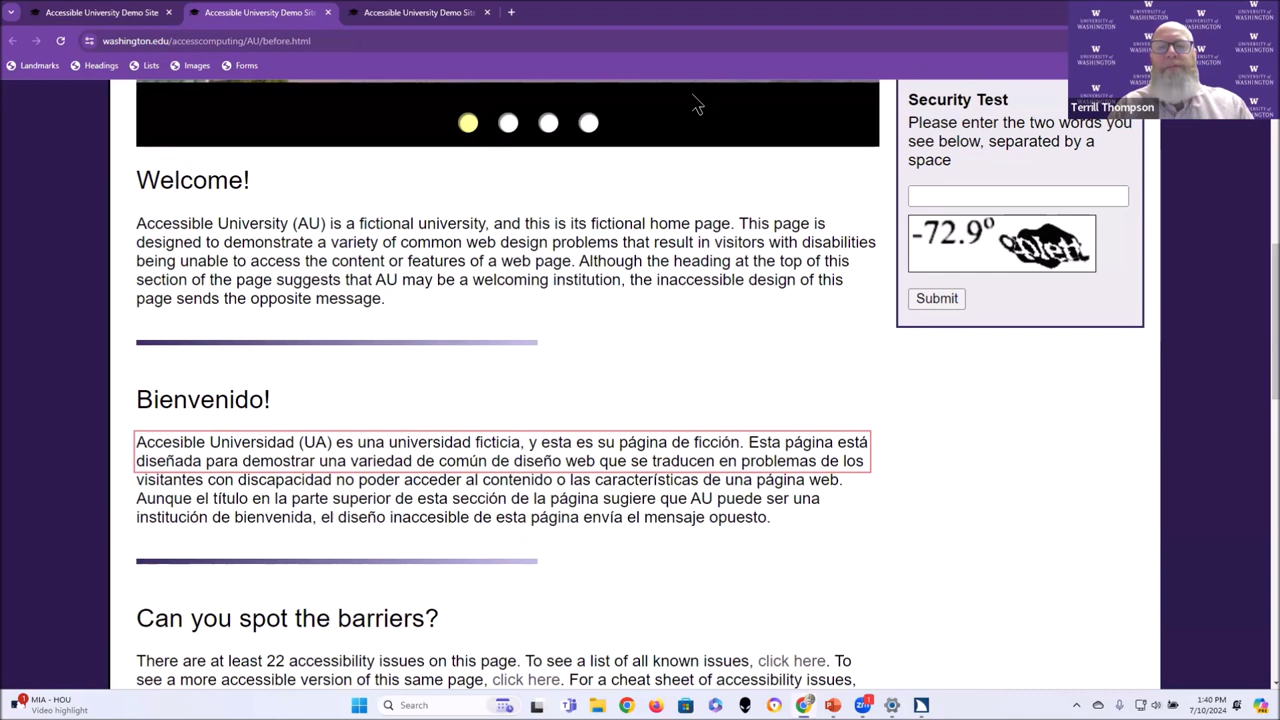 Accessible University Demo Site
Accessible University Demo Site
Accessible University Demo Site
washington.edu/accesscomputing/AU/before.html
Landmarks
Headings
Lists
Images
Forms
Terrill Thompson
Security Test
Please enter the two words you
see below, separated by a
space
-72.9º
Submit
Welcome!
Accessible University (AU) is a fictional university, and this is its fictional home page. This page is
designed to demonstrate a variety of common web design problems that result in visitors with disabilities
being unable to access the content or features of a web page. Although the heading at the top of this
section of the page suggests that AU may be a welcoming institution, the inaccessible design of this
page sends the opposite message.
Bienvenido!
Accesible Universidad (UA) es una universidad ficticia, y esta es su página de ficción. Esta página está
diseñada para demostrar una variedad de común de diseño web que se traducen en problemas de los
visitantes con discapacidad no poder acceder al contenido o las características de una página web.
Aunque el título en la parte superior de esta sección de la página sugiere que AU puede ser una
institución de bienvenida, el diseño inaccesible de esta página envía el mensaje opuesto.
Can you spot the barriers?
There are at least 22 accessibility issues on this page. To see a list of all known issues, click here. To
see a more accessible version of this same page, click here. For a cheat sheet of accessibility issues,
MIA - HOU
Video highlight
Search
1:40 PM
7/10/2024